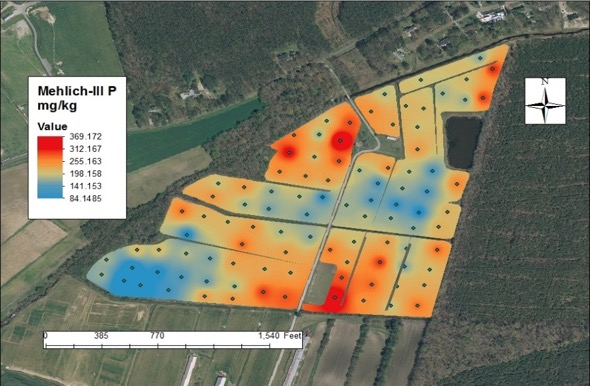 N
Mehlich-III P
mg/kg
Value
369.172
312.167
255.163
198.158
141.153
84.1485
0 385 770 1,540 Feet